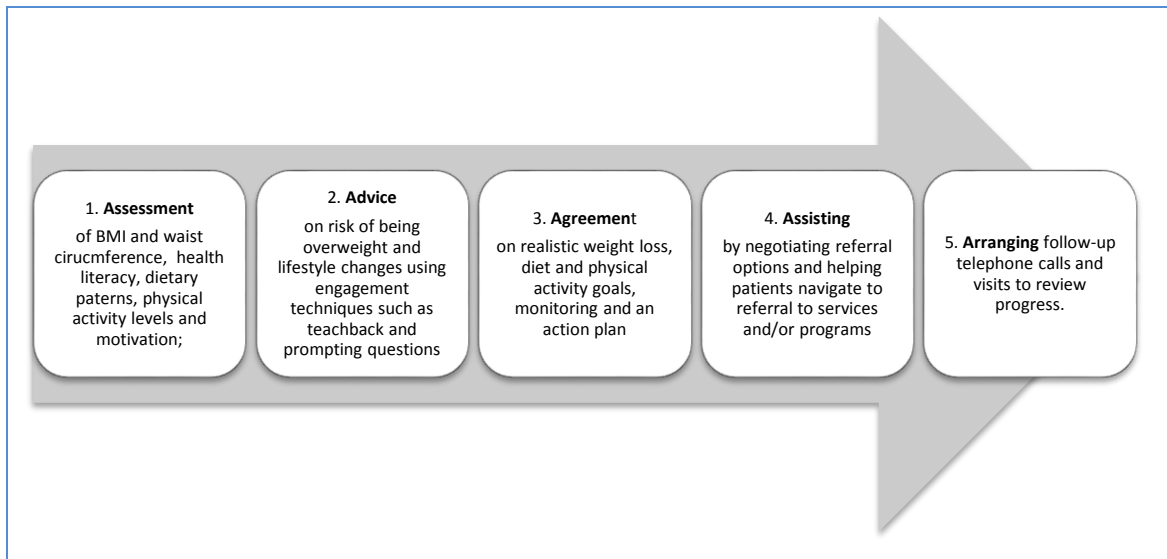 1. Assessment
of BMI and waist
cirucmference, health
literacy, dietary
paterns, physical
activity levels and
motivation;
2. Advice
on risk of being
overweight and
lifestyle changes using
engagement
techniques such as
teachback and
prompting questions
3. Agreement
on realistic weight loss,
diet and physical
activity goals,
monitoring and an
action plan
4. Assisting
by negotiating referral
options and helping
patients navigate to
referral to services
and/or programs
5. Arranging follow-up
telephone calls and
visits to review
progress.